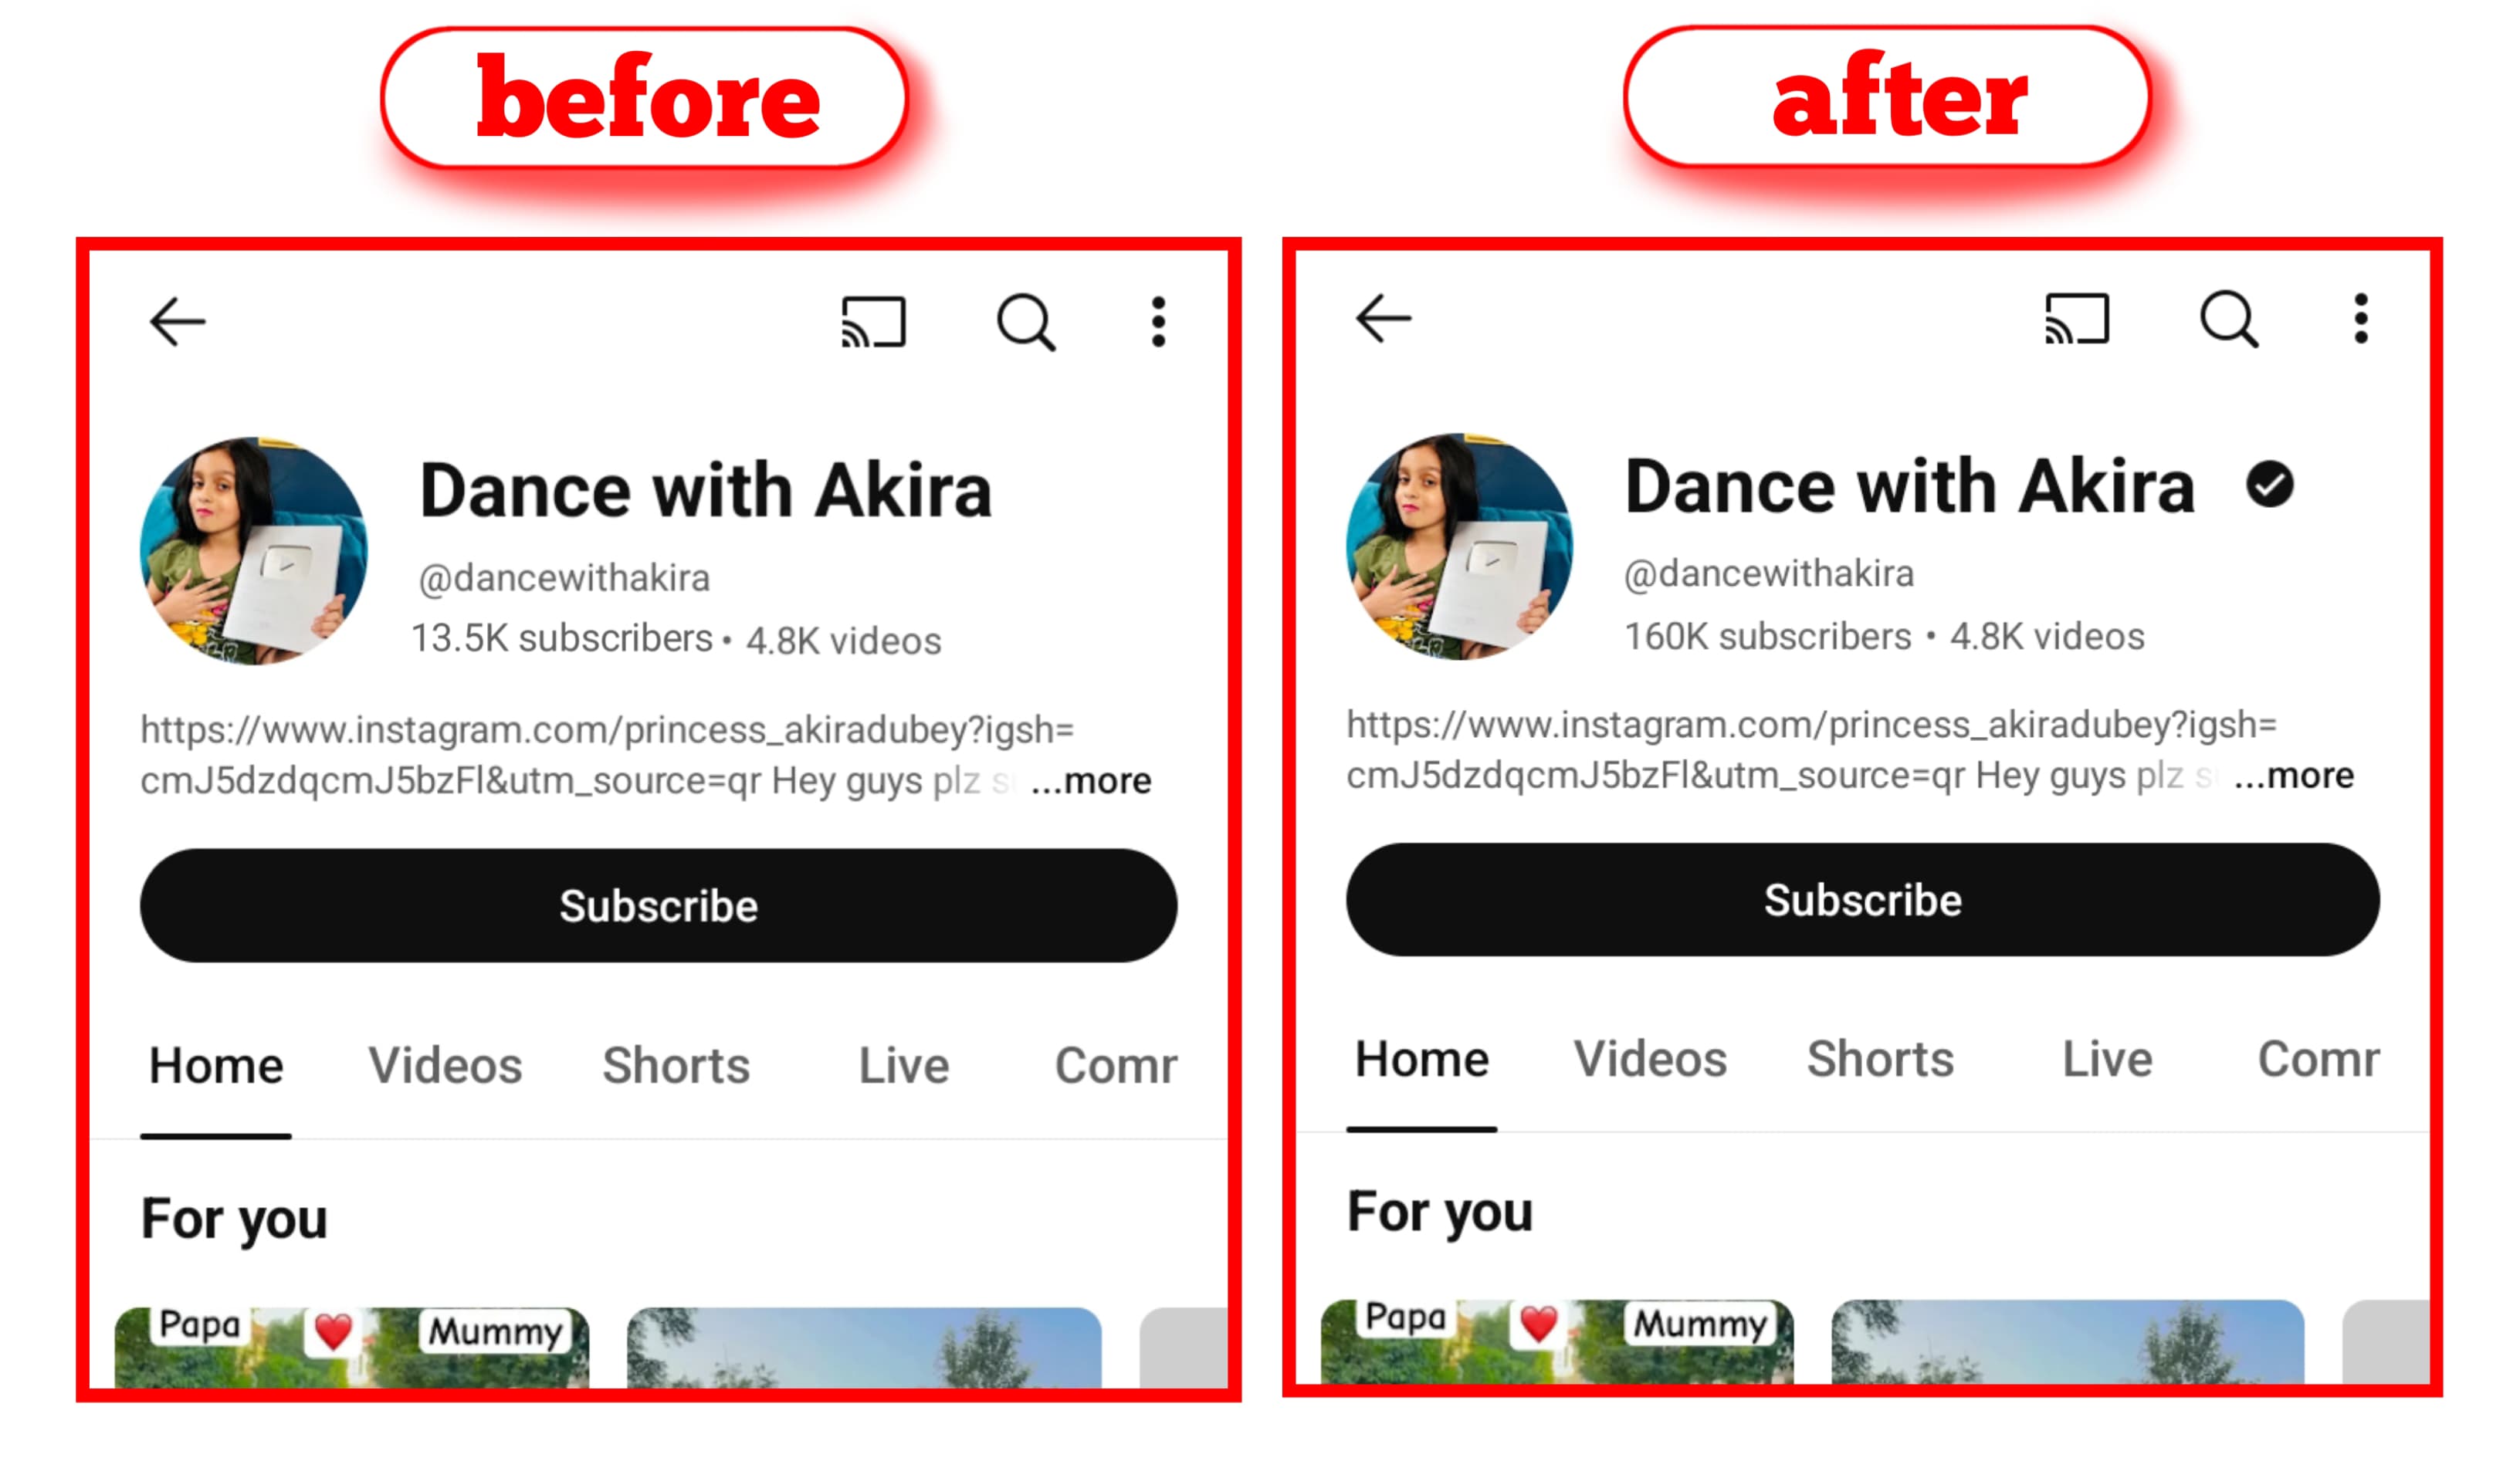 before
Dance with Akira
@dancewithakira
13.5K subscribers • 4.8K videos
https://www.instagram.com/princess_akiradubey?igsh=
cmJ5dzdqcmJ5bzFl&utm_source=qr Hey guys plz s ...more
Subscribe
Home Videos Shorts Live Comr
For you
Papa ❤️ Mummy
after
Dance with Akira
@dancewithakira
160K subscribers • 4.8K videos
https://www.instagram.com/princess_akiradubey?igsh=
cmJ5dzdqcmJ5bzFl&utm_source=qr Hey guys plz s ...more
Subscribe
Home Videos Shorts Live Comr
For you
Papa ❤️ Mummy